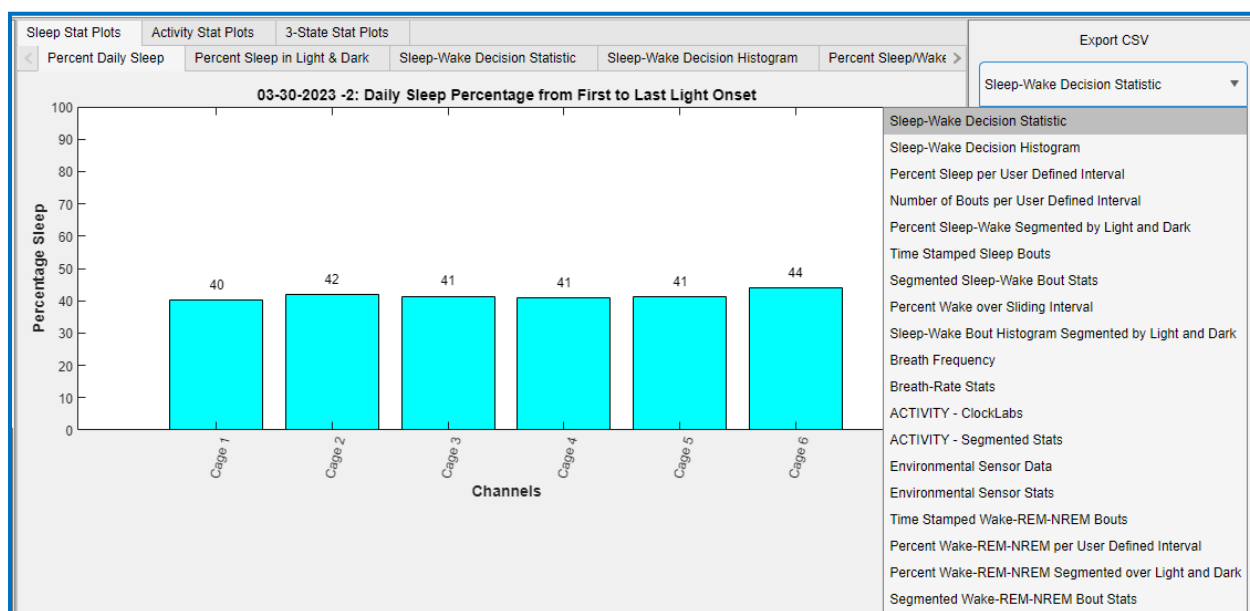 Sleep Stat Plots Activity Stat Plots 3-State Stat Plots
Export CSV
< Percent Daily Sleep Percent Sleep in Light & Dark Sleep-Wake Decision Statistic Sleep-Wake Decision Histogram Percent Sleep/Wake >
Sleep-Wake Decision Statistic
03-30-2023 -2: Daily Sleep Percentage from First to Last Light Onset
100
90
80
70
60
50
40
30
20
10
0
Percentage Sleep
40 42 41 41 41 44
Cage 1 Cage 2 Cage 3 Cage 4 Cage 5 Cage 6
Channels
Sleep-Wake Decision Statistic
Sleep-Wake Decision Histogram
Percent Sleep per User Defined Interval
Number of Bouts per User Defined Interval
Percent Sleep-Wake Segmented by Light and Dark
Time Stamped Sleep Bouts
Segmented Sleep-Wake Bout Stats
Percent Wake over Sliding Interval
Sleep-Wake Bout Histogram Segmented by Light and Dark
Breath Frequency
Breath-Rate Stats
ACTIVITY - ClockLabs
ACTIVITY - Segmented Stats
Environmental Sensor Data
Environmental Sensor Stats
Time Stamped Wake-REM-NREM Bouts
Percent Wake-REM-NREM per User Defined Interval
Percent Wake-REM-NREM Segmented over Light and Dark
Segmented Wake-REM-NREM Bout Stats